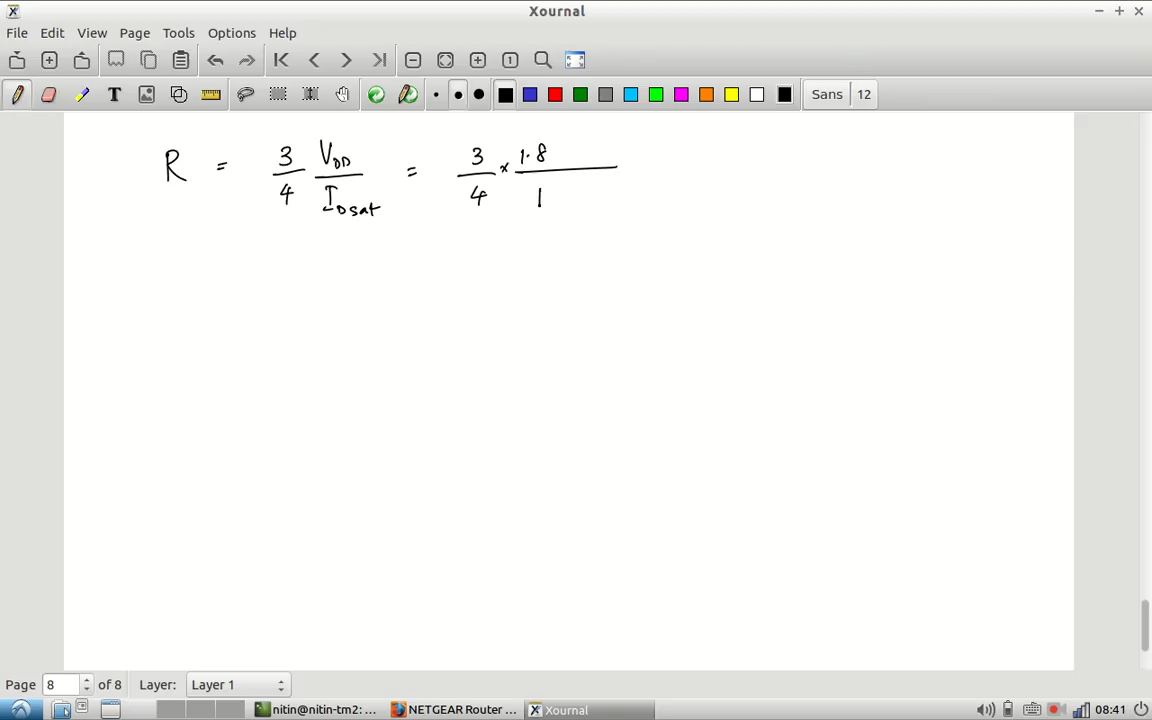 Xournal
File Edit View Page Tools Options Help
Sans 12
R = 3/4 V_DD/I_Dsat = 3/4 × 1.8/1
Page 8 of 8 Layer: Layer 1
nitin@nitin-tm2: ... NETGEAR Router ... Xournal 08:41